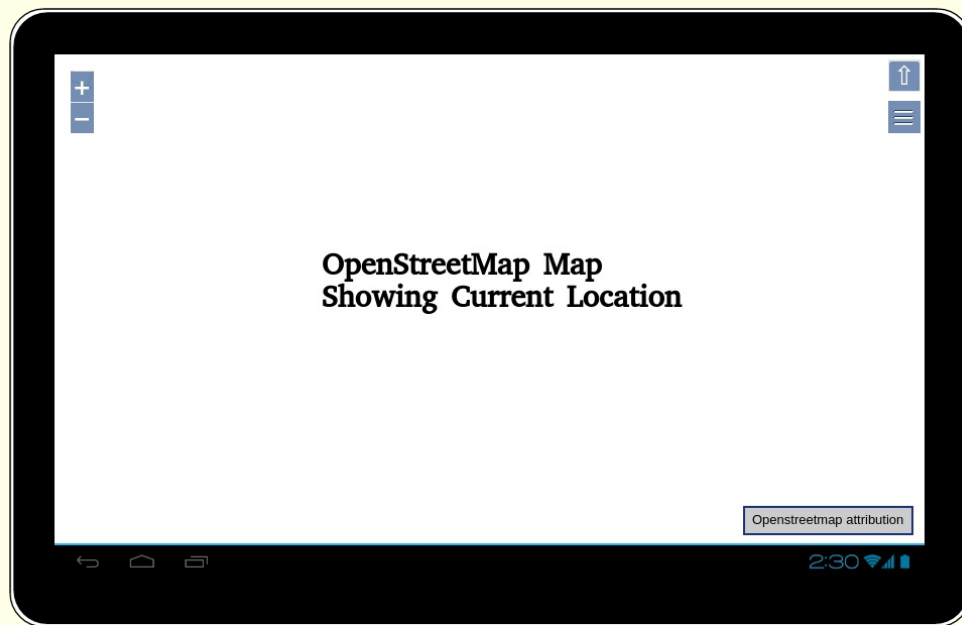 +
−
⇧
OpenStreetMap Map
Showing Current Location
Openstreetmap attribution
2:30